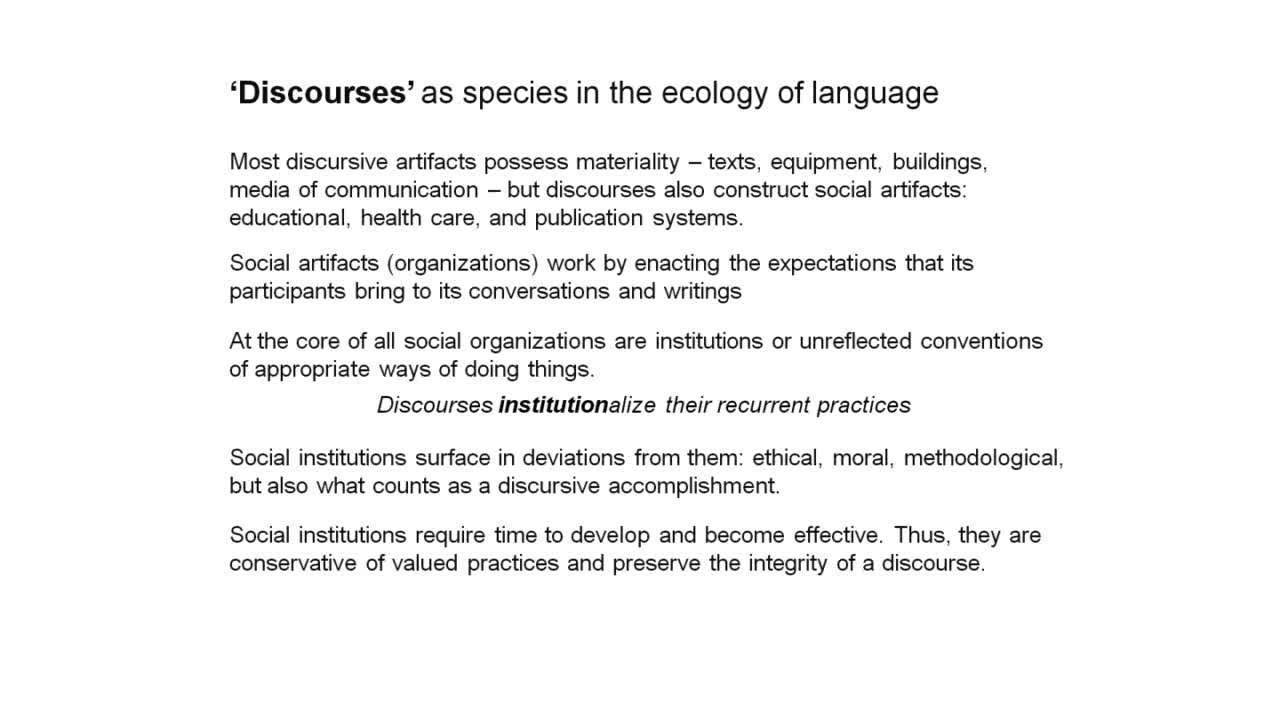 ‘Discourses’ as species in the ecology of language
Most discursive artifacts possess materiality – texts, equipment, buildings,
media of communication – but discourses also construct social artifacts:
educational, health care, and publication systems.
Social artifacts (organizations) work by enacting the expectations that its
participants bring to its conversations and writings
At the core of all social organizations are institutions or unreflected conventions
of appropriate ways of doing things.
Discourses institutionalize their recurrent practices
Social institutions surface in deviations from them: ethical, moral, methodological,
but also what counts as a discursive accomplishment.
Social institutions require time to develop and become effective. Thus, they are
conservative of valued practices and preserve the integrity of a discourse.